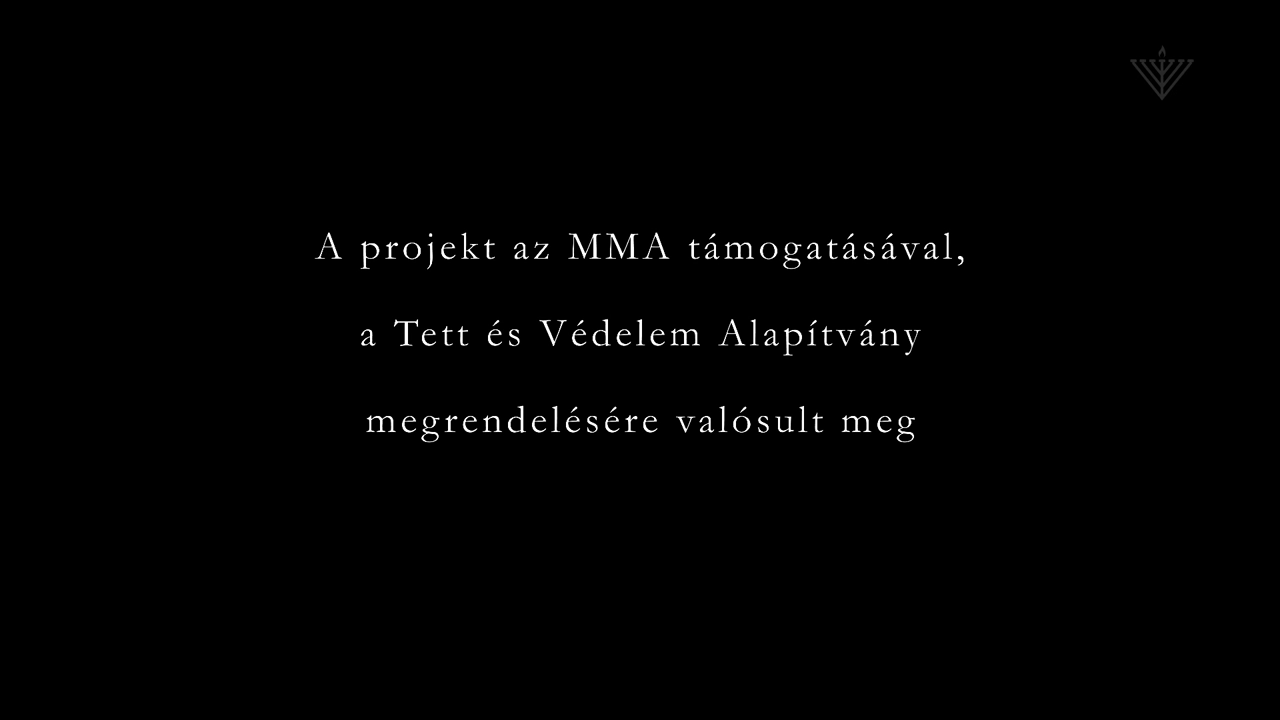 A projekt az MMA támogatásával,
a Tett és Védelem Alapítvány
megrendelésére valósult meg